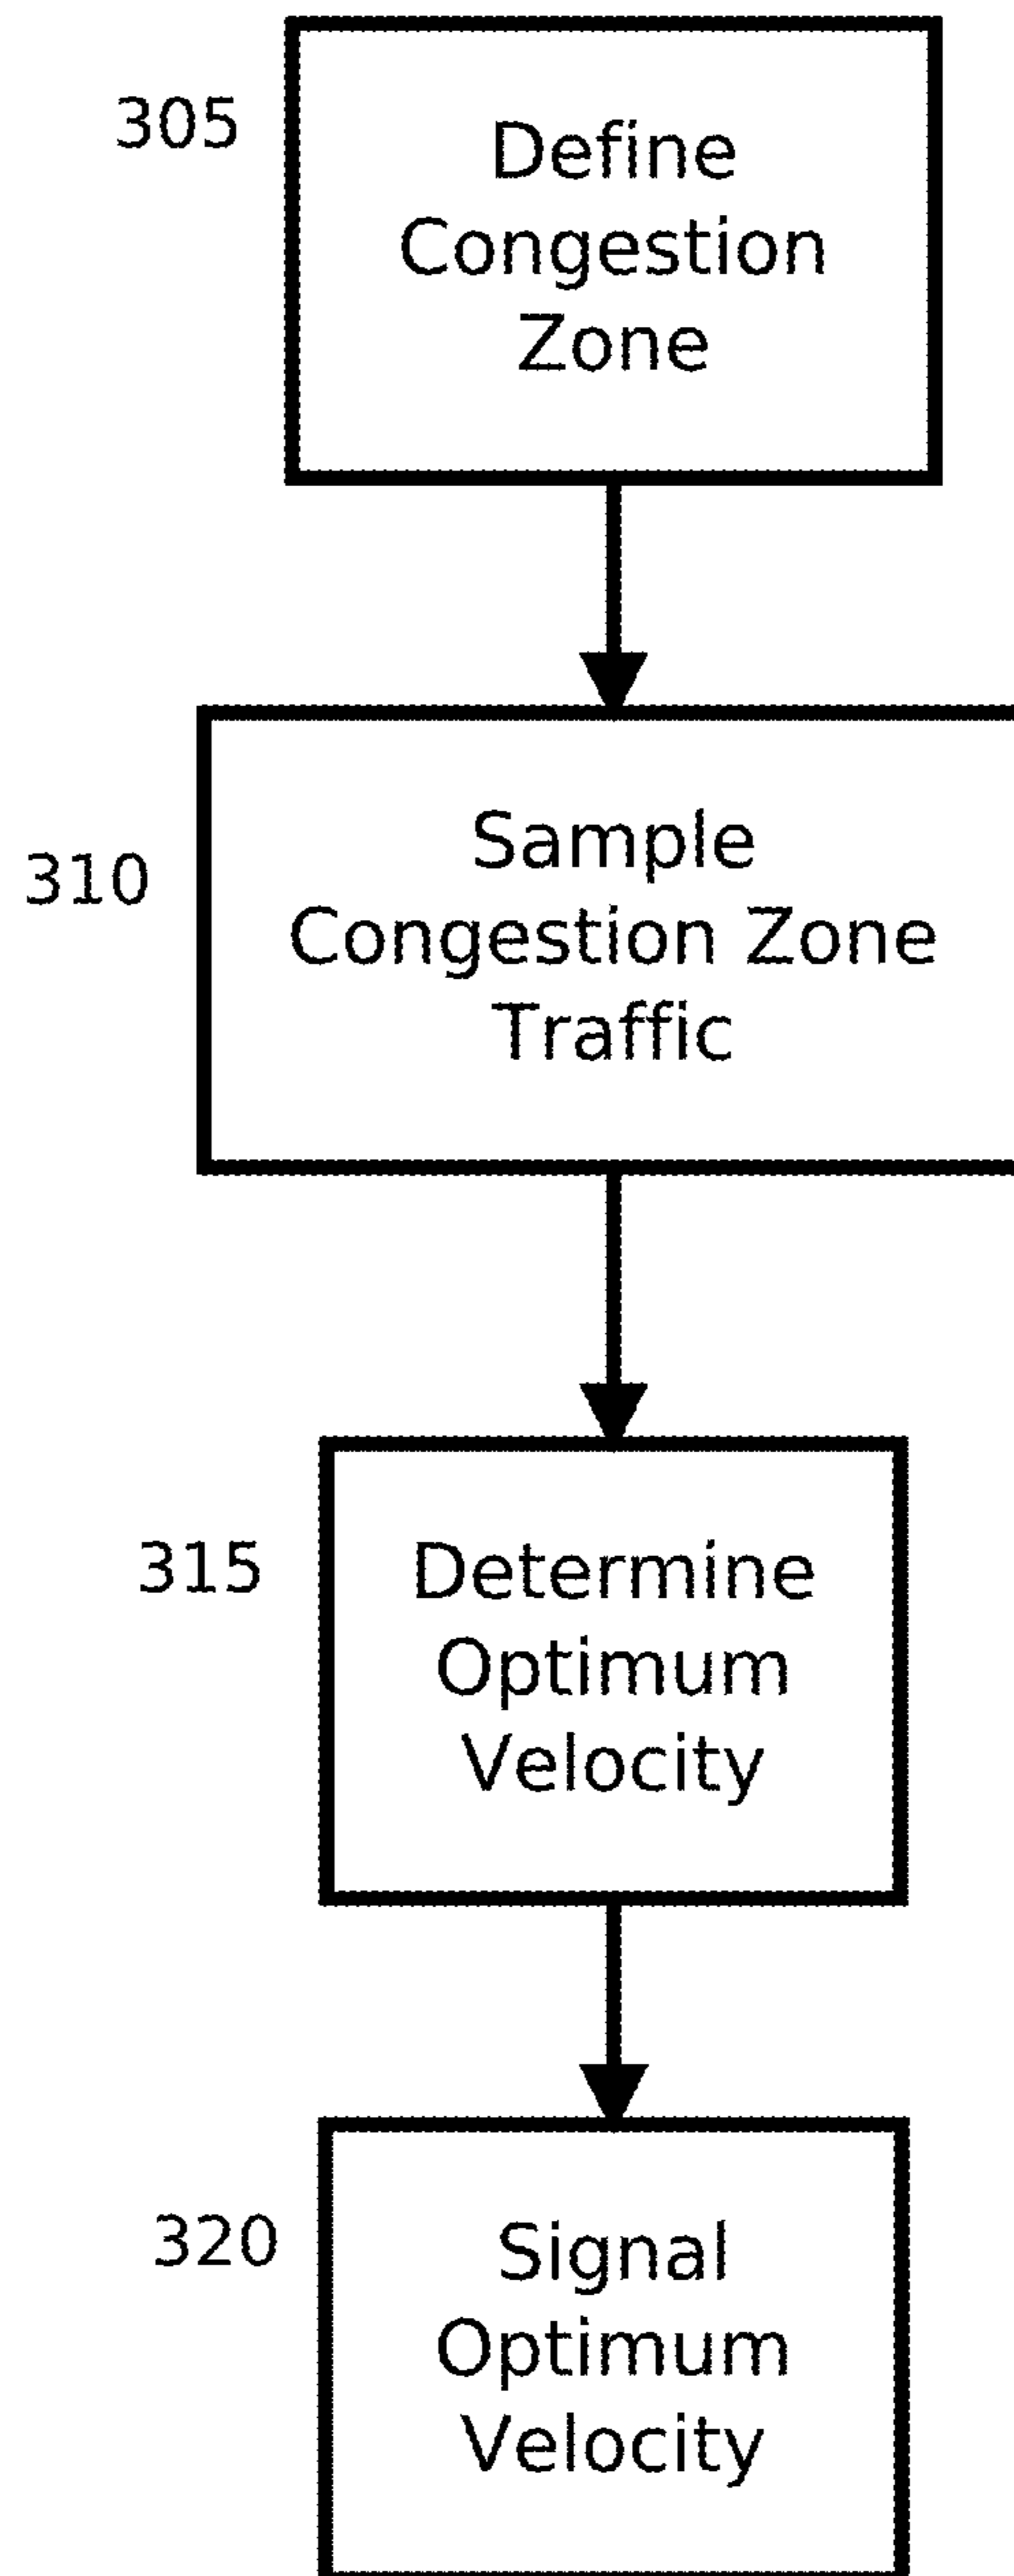 305
Define
Congestion
Zone
310
Sample
Congestion Zone
Traffic
315
Determine
Optimum
Velocity
320
Signal
Optimum
Velocity